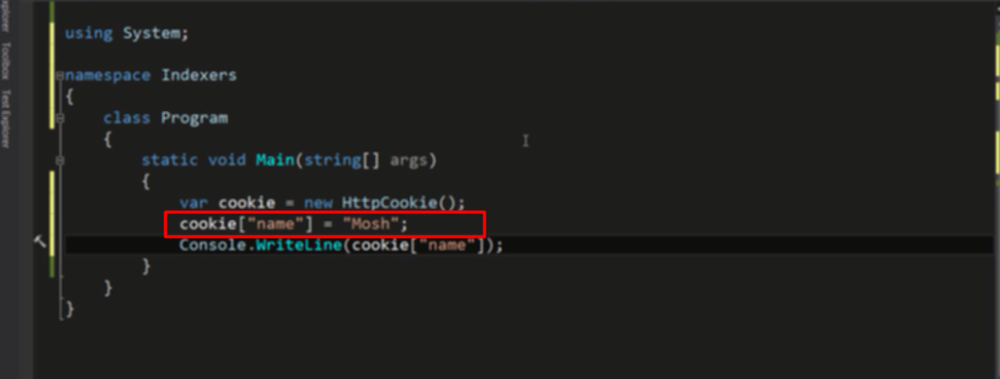 plorer
Toolbox
Test Explorer
using System;
namespace Indexers
{
class Program
{
static void Main(string[] args)
{
var cookie = new HttpCookie();
cookie["name"] = "Mosh";
Console.WriteLine(cookie["name"]);
}
}
}